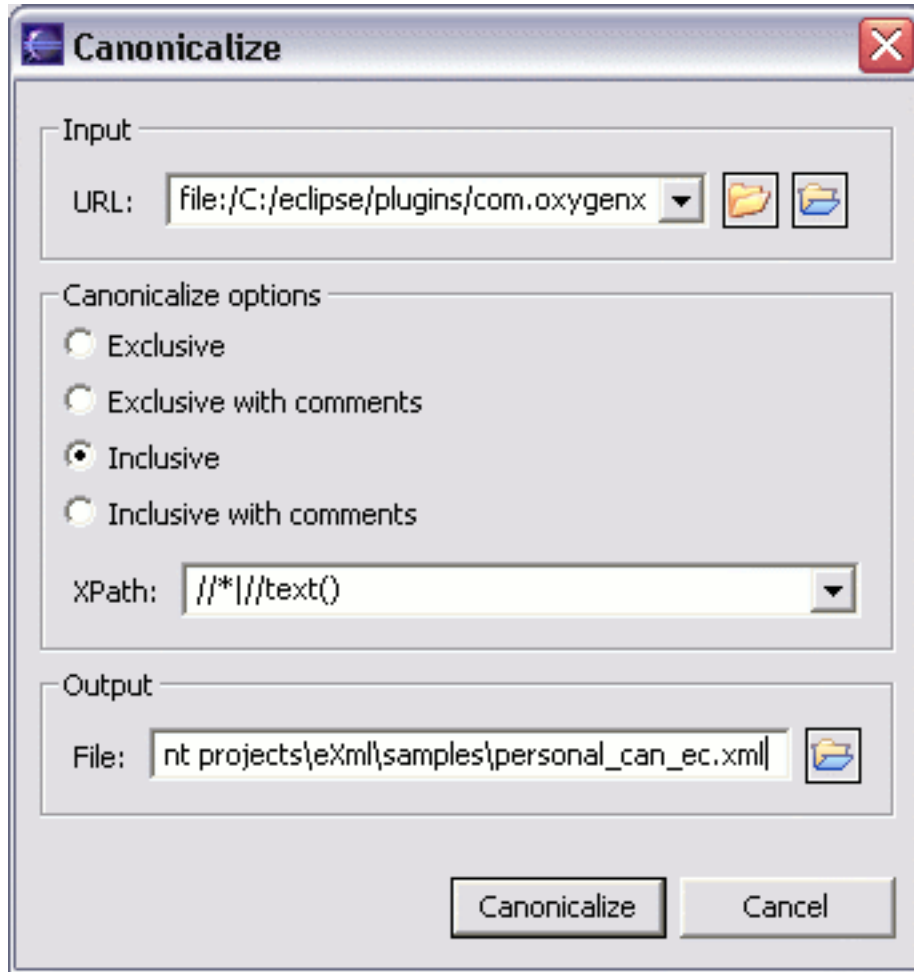 Canonicalize
Input
URL: file:/C:/eclipse/plugins/com.oxygenx
Canonicalize options
Exclusive
Exclusive with comments
Inclusive
Inclusive with comments
XPath: //*|//text()
Output
File: nt projects\eXml\samples\personal_can_ec.xml
Canonicalize Cancel